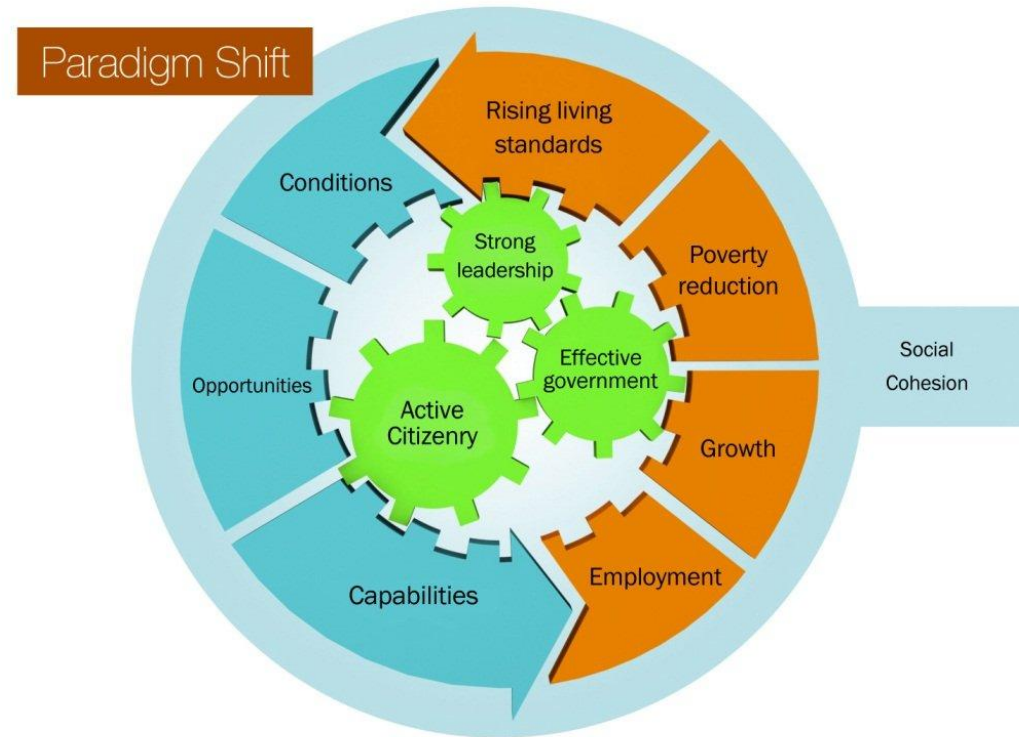 Paradigm Shift
Rising living
standards
Conditions
Strong
leadership
Poverty
reduction
Social
Cohesion
Effective
government
Opportunities
Active
Citizenry
Growth
Employment
Capabilities